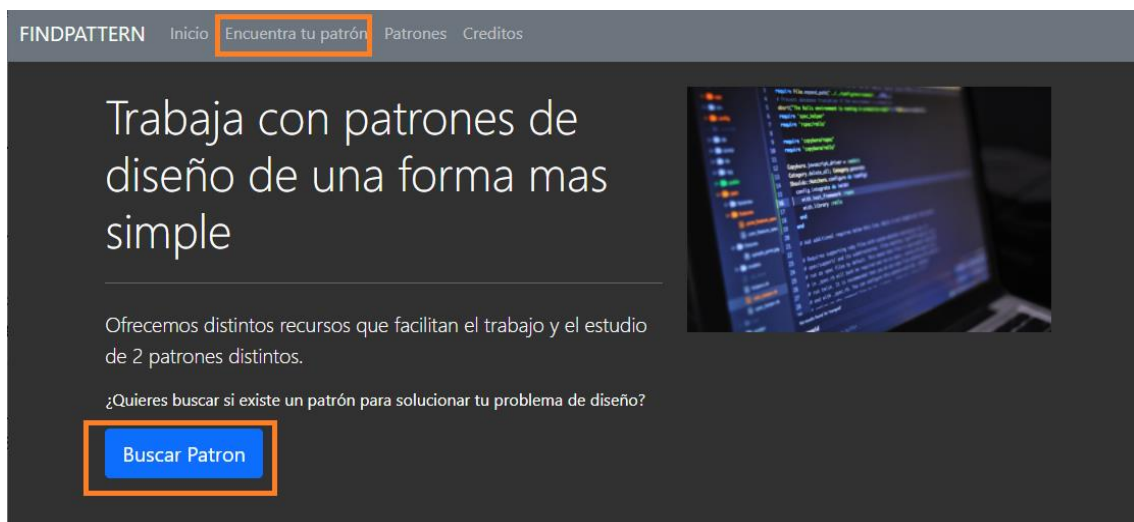 FINDPATTERN Inicio Encuentra tu patrón Patrones Creditos
Trabaja con patrones de
diseño de una forma mas
simple
Ofrecemos distintos recursos que facilitan el trabajo y el estudio
de 2 patrones distintos.
¿Quieres buscar si existe un patrón para solucionar tu problema de diseño?
Buscar Patron